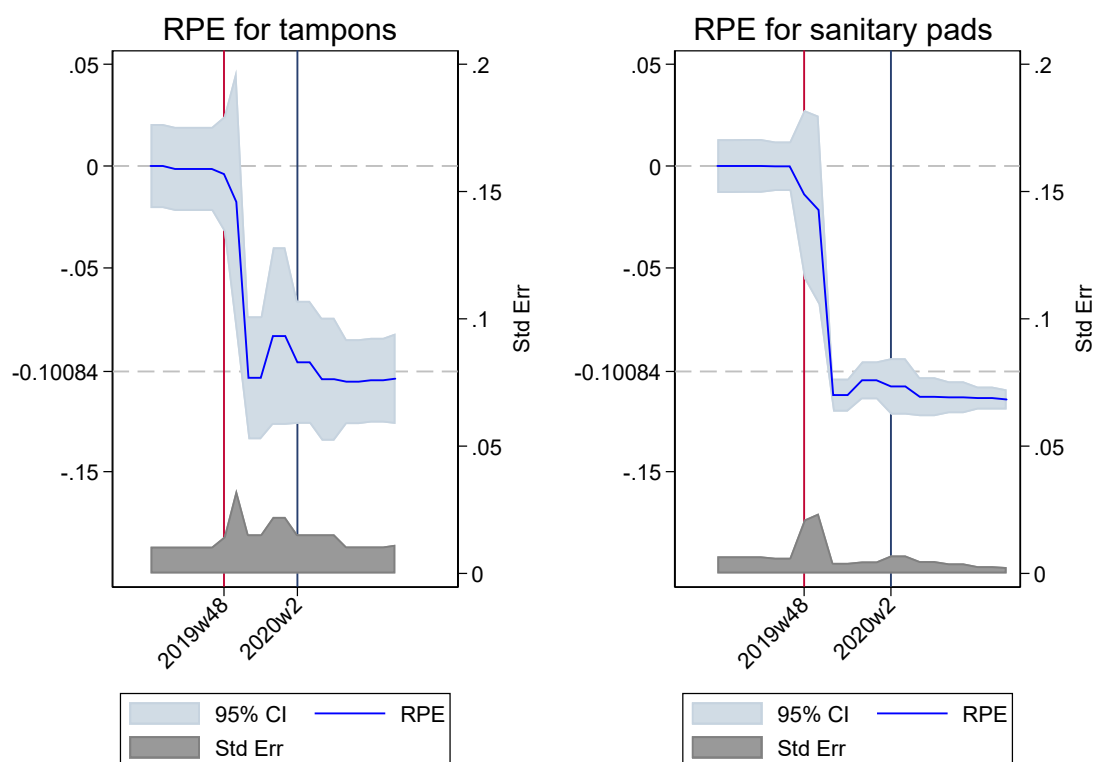 RPE for tampons
.05
0
-.05
-0.10084
-.15
.2
.15
.1
.05
0
Std Err
2019w48
2020w2
95% CI
RPE
Std Err
RPE for sanitary pads
.05
0
-.05
-0.10084
-.15
.2
.15
.1
.05
0
Std Err
2019w48
2020w2
95% CI
RPE
Std Err